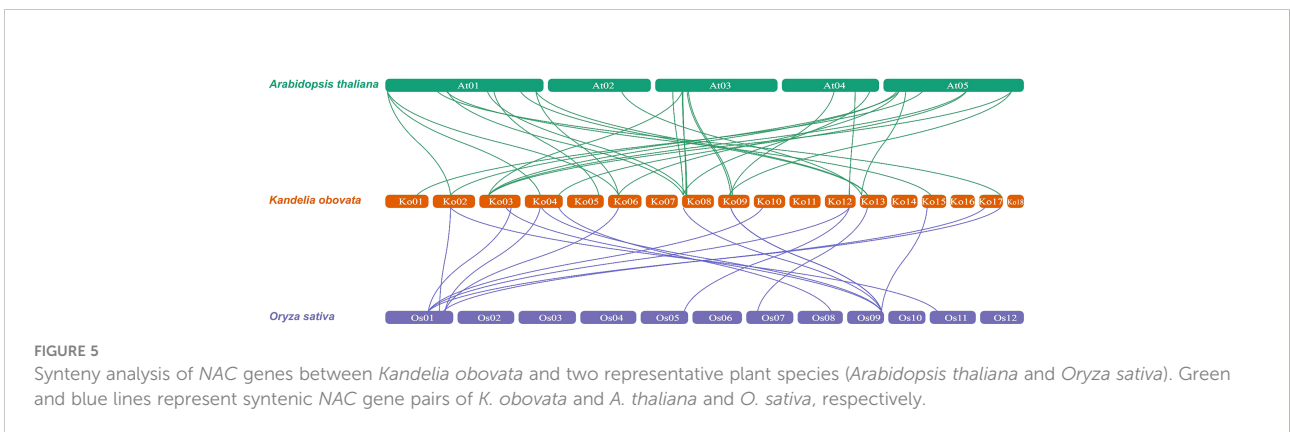 Arabidopsis thaliana At01 At02 At03 At04 At05
Kandelia obovata Ko01 Ko02 Ko03 Ko04 Ko05 Ko06 Ko07 Ko08 Ko09 Ko10 Ko11 Ko12 Ko13 Ko14 Ko15 Ko16 Ko17 Ko18
Oryza sativa Os01 Os02 Os03 Os04 Os05 Os06 Os07 Os08 Os09 Os10 Os11 Os12
FIGURE 5
Synteny analysis of NAC genes between Kandelia obovata and two representative plant species (Arabidopsis thaliana and Oryza sativa). Green
and blue lines represent syntenic NAC gene pairs of K. obovata and A. thaliana and O. sativa, respectively.